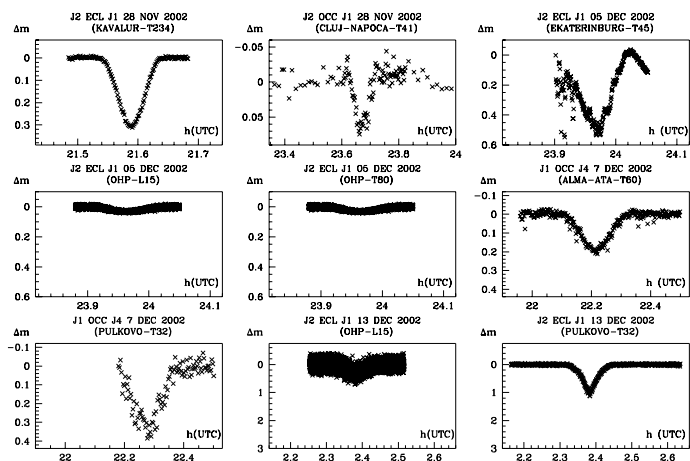 J2 ECL J1 28 NOV 2002
(KAVALUR-T234)
Δm
0
0.1
0.2
0.3
h(UTC)
21.5 21.6 21.7
J2 OCC J1 28 NOV 2002
(CLUJ-NAPOCA-T41)
Δm
-0.05
0
0.05
h(UTC)
23.4 23.6 23.8 24
J2 ECL J1 05 DEC 2002
(EKATERINBURG-T45)
Δm
0
0.2
0.4
0.6
h(UTC)
23.9 24 24.1
J2 ECL J1 05 DEC 2002
(OHP-L15)
Δm
0
0.2
0.4
0.6
h(UTC)
23.9 24 24.1
J2 ECL J1 05 DEC 2002
(OHP-T80)
Δm
0
0.2
0.4
0.6
h(UTC)
23.9 24 24.1
J1 OCC J4 7 DEC 2002
(ALMA-ATA-T60)
Δm
-0.1
0
0.1
0.2
0.3
0.4
h(UTC)
22 22.2 22.4
J1 OCC J4 7 DEC 2002
(PULKOVO-T32)
Δm
-0.1
0
0.1
0.2
0.3
0.4
h(UTC)
22 22.2 22.4
J2 ECL J1 13 DEC 2002
(OHP-L15)
Δm
0
1
2
3
h(UTC)
2.2 2.3 2.4 2.5 2.6
J2 ECL J1 13 DEC 2002
(PULKOVO-T32)
Δm
0
1
2
3
h(UTC)
2.2 2.3 2.4 2.5 2.6